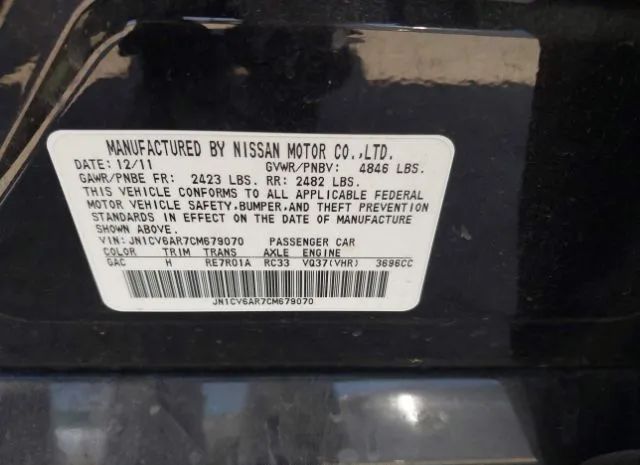 MANUFACTURED BY NISSAN MOTOR CO.,LTD.
DATE: 12/11 GVWR/PNBV: 4846 LBS.
GAWR/PNBE FR: 2423 LBS. RR: 2482 LBS.
THIS VEHICLE CONFORMS TO ALL APPLICABLE FEDERAL
MOTOR VEHICLE SAFETY,BUMPER,AND THEFT PREVENTION
STANDARDS IN EFFECT ON THE DATE OF MANUFACTURE
SHOWN ABOVE.
VIN:JN1CV6AR7CM679070 PASSENGER CAR
COLOR TRIM TRANS AXLE ENGINE
GAC H RE7R01A RC33 VQ37(VHR) 3696CC
JN1CV6AR7CM679070